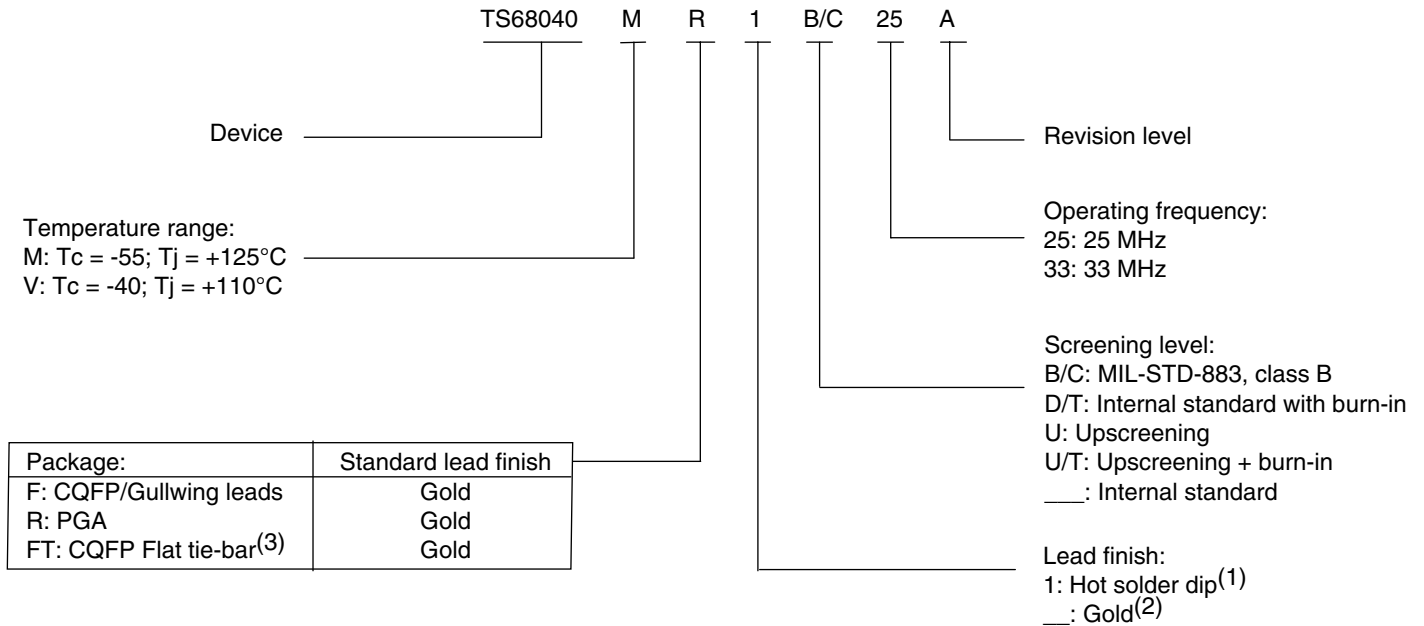 TS68040 M R 1 B/C 25 A
Device
Revision level
Temperature range:
M: Tc = -55; Tj = +125°C
V: Tc = -40; Tj = +110°C
Operating frequency:
25: 25 MHz
33: 33 MHz
Screening level:
B/C: MIL-STD-883, class B
D/T: Internal standard with burn-in
U: Upscreening
U/T: Upscreening + burn-in
___: Internal standard
Package: Standard lead finish
F: CQFP/Gullwing leads Gold
R: PGA Gold
FT: CQFP Flat tie-bar(3) Gold
Lead finish:
1: Hot solder dip(1)
__: Gold(2)